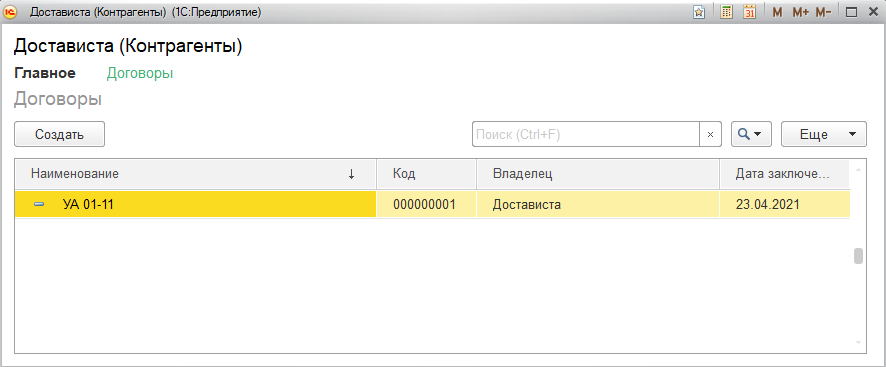 Достависта (Контрагенты) (1С:Предприятие)
31 M M+ M-
Достависта (Контрагенты)
Главное Договоры
Договоры
Создать Поиск (Ctrl+F) × Еще
Наименование ↓ Код Владелец Дата заключе...
УА 01-11 000000001 Достависта 23.04.2021